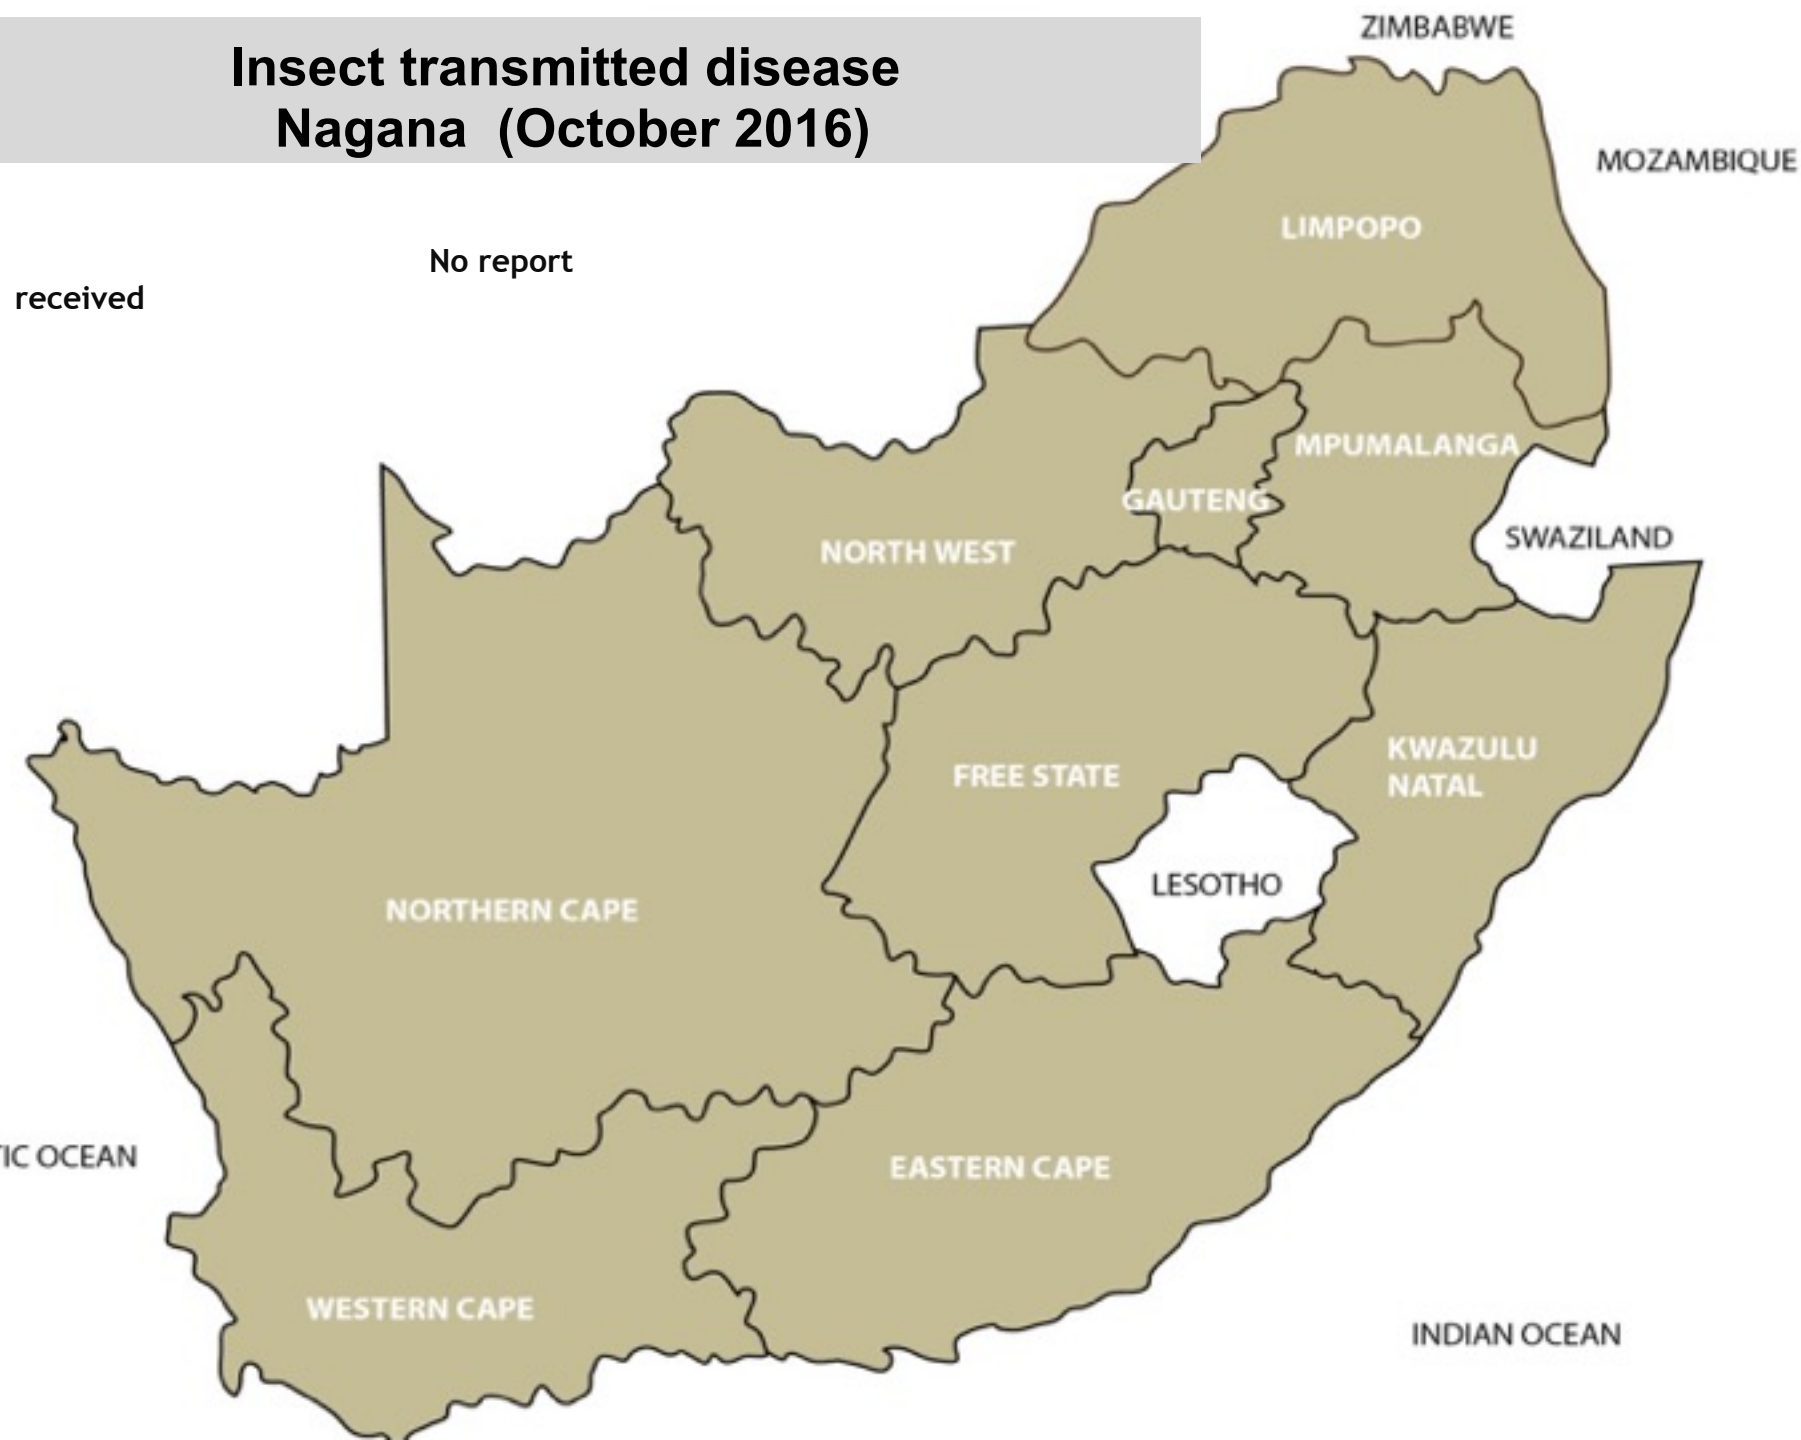 Insect transmitted disease
Nagana (October 2016)
No report
received
ZIMBABWE
MOZAMBIQUE
LIMPOPO
MPUMALANGA
GAUTENG
SWAZILAND
NORTH WEST
KWAZULU
NATAL
FREE STATE
LESOTHO
NORTHERN CAPE
TIC OCEAN
EASTERN CAPE
WESTERN CAPE
INDIAN OCEAN